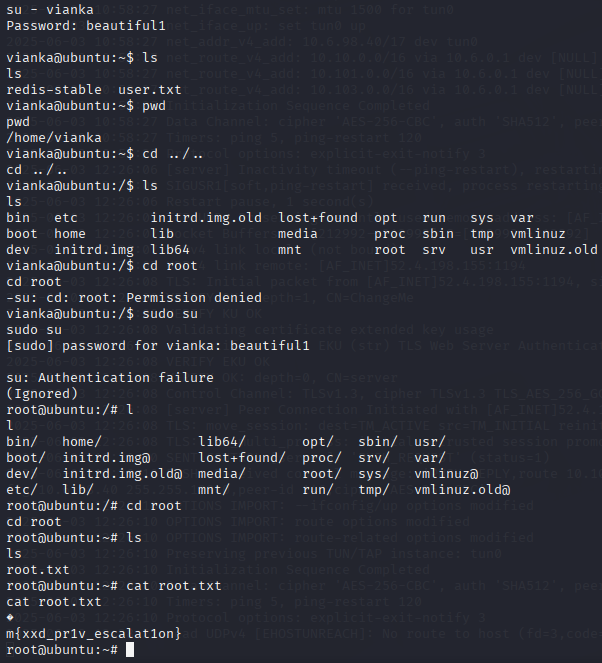 su - vianka
Password: beautiful1

vianka@ubuntu:~$ ls
ls
redis-stable  user.txt
vianka@ubuntu:~$ pwd
pwd
/home/vianka
vianka@ubuntu:~$ cd ../..
cd ../..
vianka@ubuntu:/$ ls
ls
bin   etc         initrd.img.old  lost+found  opt   run   sys  var
boot  home        lib             media       proc  sbin  tmp  vmlinuz
dev   initrd.img  lib64           mnt         root  srv   usr  vmlinuz.old
vianka@ubuntu:/$ cd root
cd root
-su: cd: root: Permission denied
vianka@ubuntu:/$ sudo su
sudo su
[sudo] password for vianka: beautiful1

su: Authentication failure
(Ignored)
root@ubuntu:/# l
l
bin/   home/            lib64/       opt/   sbin/  usr/
boot/  initrd.img@      lost+found/  proc/  srv/   var/
dev/   initrd.img.old@  media/       root/  sys/   vmlinuz@
etc/   lib/             mnt/         run/   tmp/   vmlinuz.old@
root@ubuntu:/# cd root
cd root
root@ubuntu:~# ls
ls
root.txt
root@ubuntu:~# cat root.txt
cat root.txt
�
m{xxd_pr1v_escalat1on}
root@ubuntu:~#